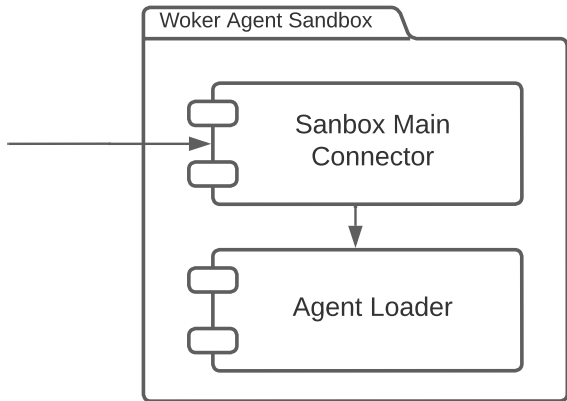 Woker Agent Sandbox
Sanbox Main
Connector
Agent Loader